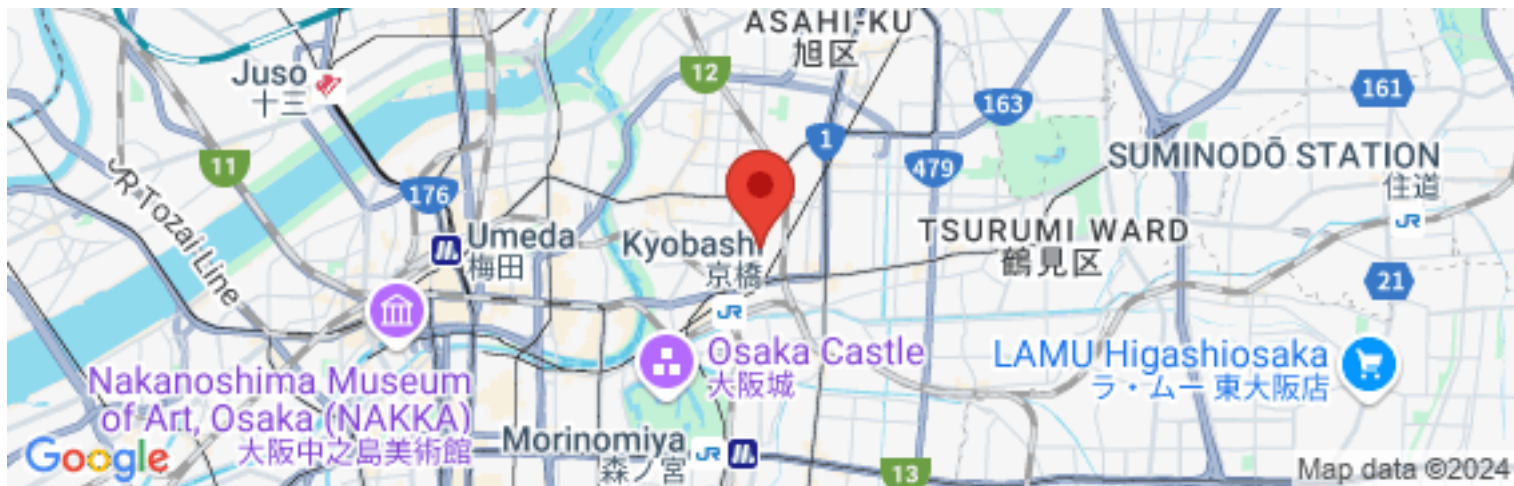 ASAHI-KU
旭区
Juso
十三
12
161
163
1
11
479
SUMINODŌ STATION
住道
JR
176
JR Tozai Line
Umeda
梅田
Kyobashi
京橋
JR
TSURUMI WARD
鶴見区
21
Osaka Castle
大阪城
LAMU Higashiosaka
ラ・ムー 東大阪店
Nakanoshima Museum
of Art, Osaka (NAKKA)
大阪中之島美術館
Morinomiya
森ノ宮
JR
13
Google
Map data ©2024